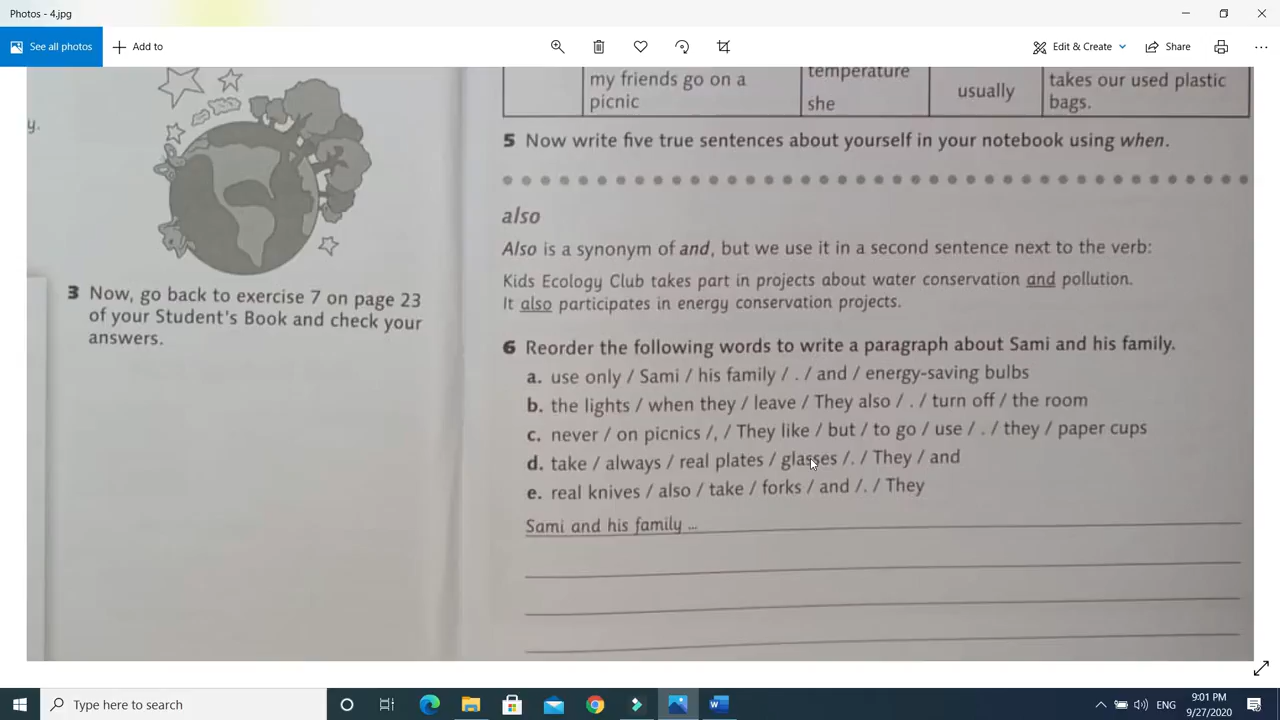 Photos - 4.jpg
See all photos
Add to
Edit & Create
Share
y.
3 Now, go back to exercise 7 on page 23
of your Student's Book and check your
answers.
my friends go on a
picnic
temperature
she
usually
takes our used plastic
bags.
5 Now write five true sentences about yourself in your notebook using when.
also
Also is a synonym of and, but we use it in a second sentence next to the verb:
Kids Ecology Club takes part in projects about water conservation and pollution.
It also participates in energy conservation projects.
6 Reorder the following words to write a paragraph about Sami and his family.
a. use only / Sami / his family / . / and / energy-saving bulbs
b. the lights / when they / leave / They also / . / turn off / the room
c. never / on picnics /, / They like / but / to go / use / . / they / paper cups
d. take / always / real plates / glasses /. / They / and
e. real knives / also / take / forks / and /. / They
Sami and his family ...
Type here to search
ENG
9:01 PM
9/27/2020